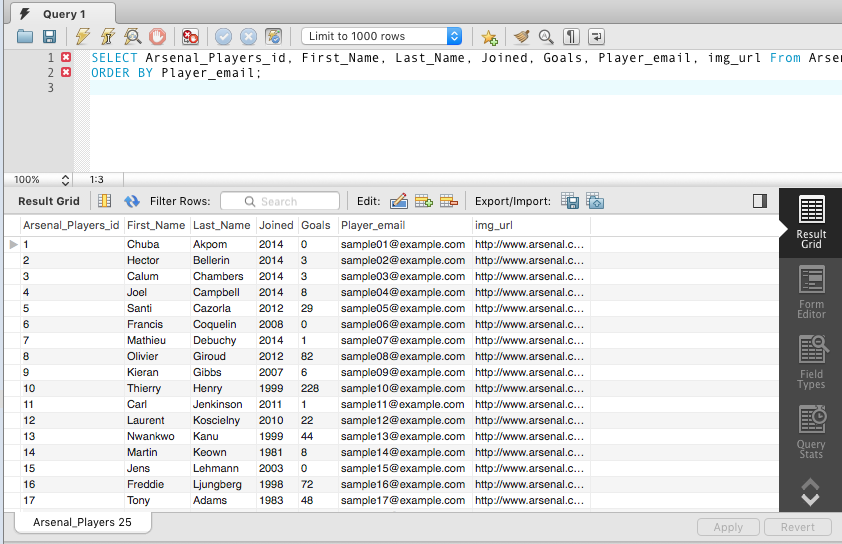 Query 1
Limit to 1000 rows
1 SELECT Arsenal_Players_id, First_Name, Last_Name, Joined, Goals, Player_email, img_url From Arsen
2 ORDER BY Player_email;
3
100% 1:3
Result Grid Filter Rows: Search Edit: Export/Import:
Arsenal_Players_id First_Name Last_Name Joined Goals Player_email img_url
1 Chuba Akpom 2014 0 sample01@example.com http://www.arsenal.c...
2 Hector Bellerin 2014 3 sample02@example.com http://www.arsenal.c...
3 Calum Chambers 2014 3 sample03@example.com http://www.arsenal.c...
4 Joel Campbell 2014 8 sample04@example.com http://www.arsenal.c...
5 Santi Cazorla 2012 29 sample05@example.com http://www.arsenal.c...
6 Francis Coquelin 2008 0 sample06@example.com http://www.arsenal.c...
7 Mathieu Debuchy 2014 1 sample07@example.com http://www.arsenal.c...
8 Olivier Giroud 2012 82 sample08@example.com http://www.arsenal.c...
9 Kieran Gibbs 2007 6 sample09@example.com http://www.arsenal.c...
10 Thierry Henry 1999 228 sample10@example.com http://www.arsenal.c...
11 Carl Jenkinson 2011 1 sample11@example.com http://www.arsenal.c...
12 Laurent Koscielny 2010 22 sample12@example.com http://www.arsenal.c...
13 Nwankwo Kanu 1999 44 sample13@example.com http://www.arsenal.c...
14 Martin Keown 1981 8 sample14@example.com http://www.arsenal.c...
15 Jens Lehmann 2003 0 sample15@example.com http://www.arsenal.c...
16 Freddie Ljungberg 1998 72 sample16@example.com http://www.arsenal.c...
17 Tony Adams 1983 48 sample17@example.com http://www.arsenal.c...
Result
Grid
Form
Editor
Field
Types
Query
Stats
Arsenal_Players 25
Apply Revert